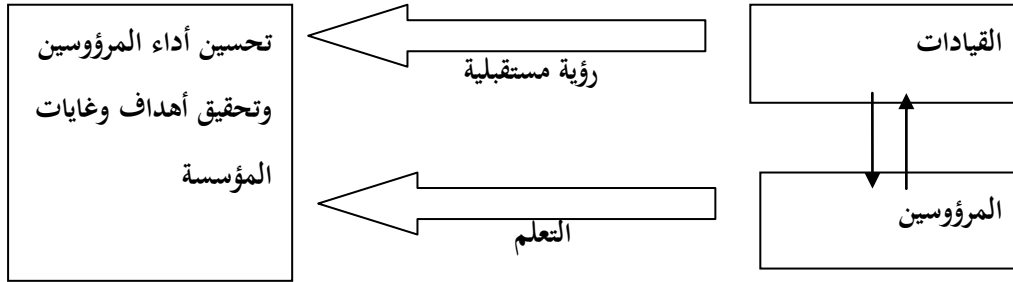 القيادات
رؤية مستقبلية
تحسين أداء المرؤوسين
وتحقيق أهداف وغايات
المؤسسة
المرؤوسين
التعلم